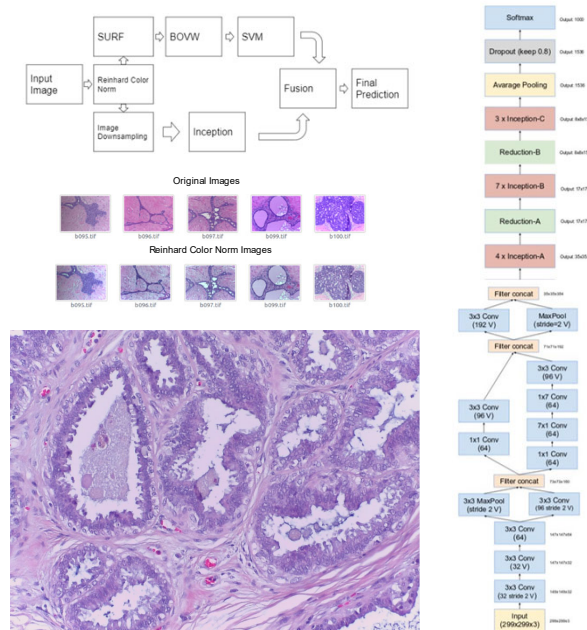 SURF
BOVW
SVM
Input
Image
Reinhard Color
Norm
Fusion
Final
Prediction
Image
Downsampling
Inception
Original Images
b095.tif
b096.tif
b097.tif
b099.tif
b100.tif
Reinhard Color Norm Images
b095.tif
b096.tif
b097.tif
b099.tif
b100.tif
Softmax
Output: 1000
Dropout (keep 0.8)
Output: 1536
Avarage Pooling
Output: 1536
3 x Inception-C
Reduction-B
7 x Inception-B
Reduction-A
4 x Inception-A
Filter concat
3x3 Conv
(192 V)
MaxPool
(stride=2 V)
Filter concat
3x3 Conv
(96 V)
1x7 Conv
(64)
3x3 Conv
(96 V)
7x1 Conv
(64)
1x1 Conv
(64)
1x1 Conv
(64)
Filter concat
3x3 MaxPool
(stride 2 V)
3x3 Conv
(96 stride 2 V)
3x3 Conv
(64)
147x147x64
3x3 Conv
(32 V)
147x147x32
3x3 Conv
(32 stride 2 V)
149x149x32
Input
(299x299x3)
299x299x3